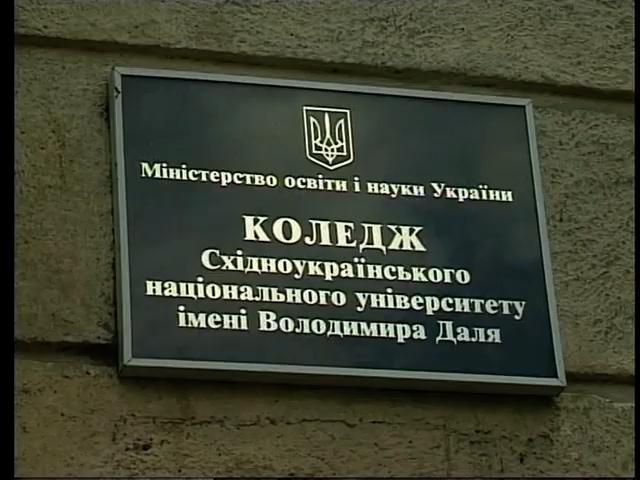 Міністерство освіти і науки України
КОЛЕДЖ
Східноукраїнського
національного університету
імені Володимира Даля